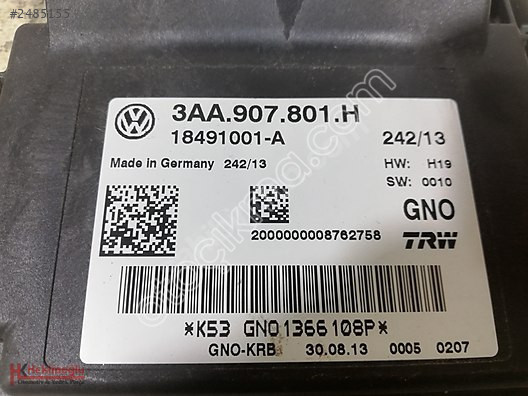 #2485155
3AA.907.801.H
18491001-A 242/13
Made in Germany 242/13 HW: H19
SW: 0010
GNO
2000000008762758
TRW
*K53 GNO1366108P*
GNO-KRB 30.08.13 0005 0207